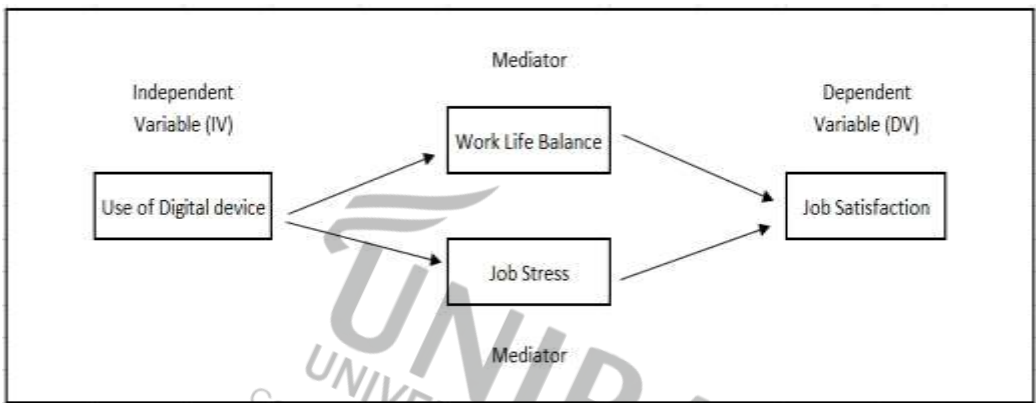 Mediator
Independent
Variable (IV)
Dependent
Variable (DV)
Work Life Balance
Use of Digital device
Job Satisfaction
Job Stress
Mediator